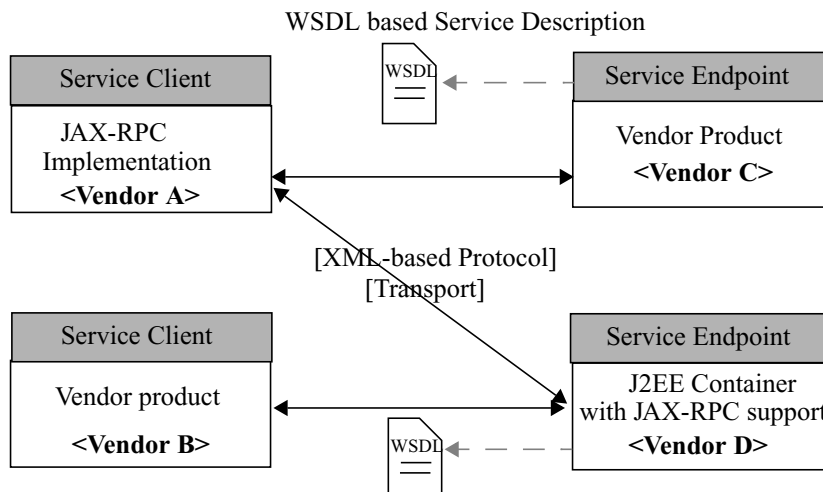 WSDL based Service Description
WSDL
Service Client
Service Endpoint
JAX-RPC
Implementation
<Vendor A>
Vendor Product
<Vendor C>
[XML-based Protocol]
[Transport]
Service Client
Service Endpoint
Vendor product
<Vendor B>
J2EE Container
with JAX-RPC support
<Vendor D>
WSDL